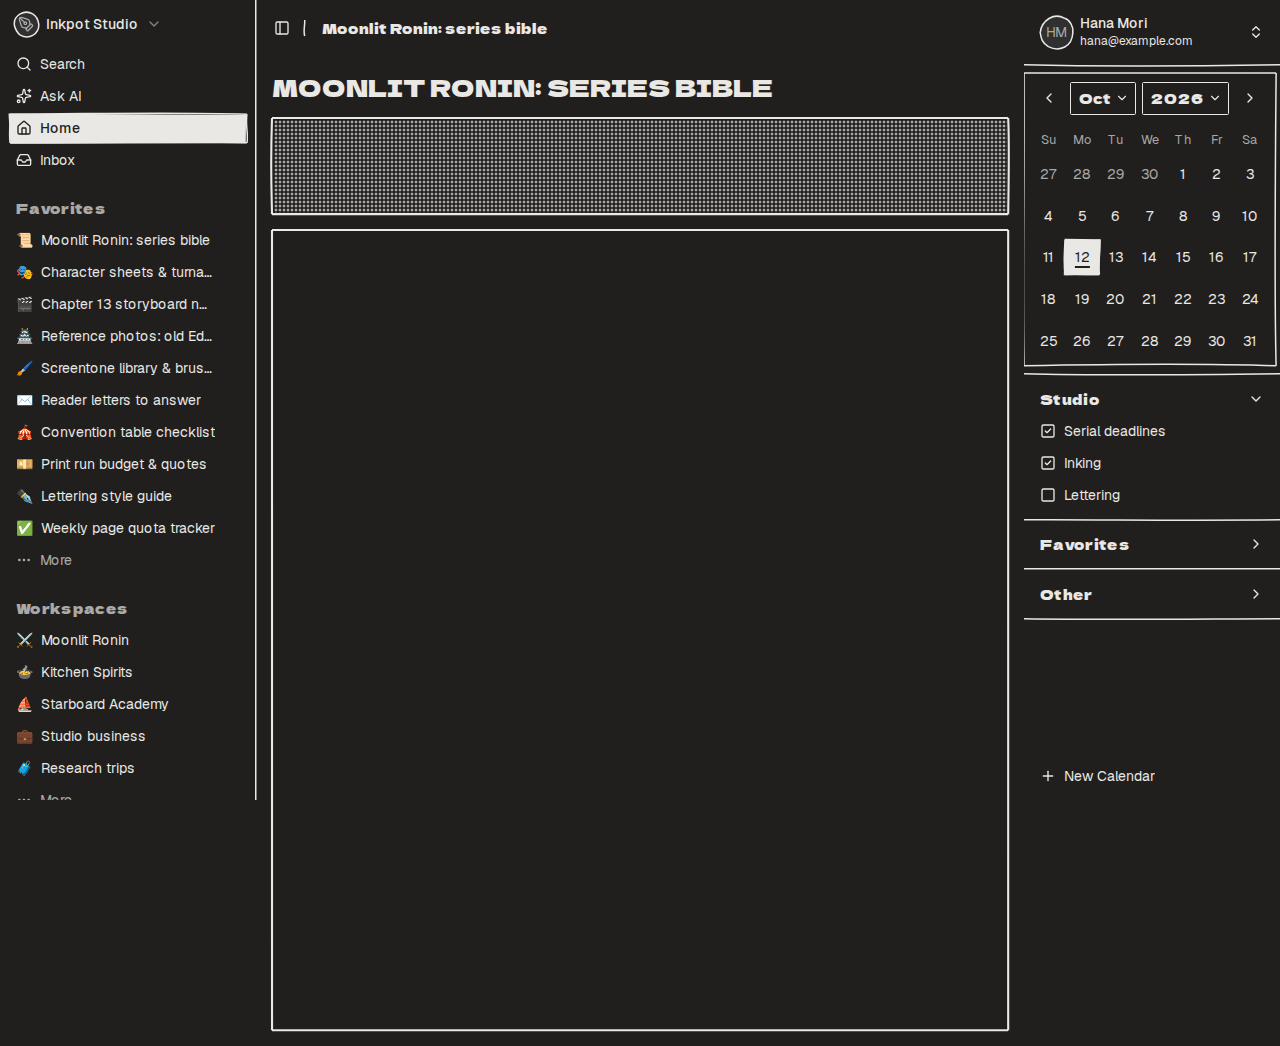 Inkpot Studio
Search
Ask AI
Home
Inbox
Favorites
Moonlit Ronin: series bible
Character sheets & turna...
Chapter 13 storyboard n...
Reference photos: old Ed...
Screentone library & brus...
Reader letters to answer
Convention table checklist
Print run budget & quotes
Lettering style guide
Weekly page quota tracker
More
Workspaces
Moonlit Ronin
Kitchen Spirits
Starboard Academy
Studio business
Research trips
More
Moonlit Ronin: series bible
MOONLIT RONIN: SERIES BIBLE
HM
Hana Mori
hana@example.com
Oct 2026
Su Mo Tu We Th Fr Sa
27 28 29 30 1 2 3
4 5 6 7 8 9 10
11 12 13 14 15 16 17
18 19 20 21 22 23 24
25 26 27 28 29 30 31
Studio
Serial deadlines
Inking
Lettering
Favorites
Other
New Calendar